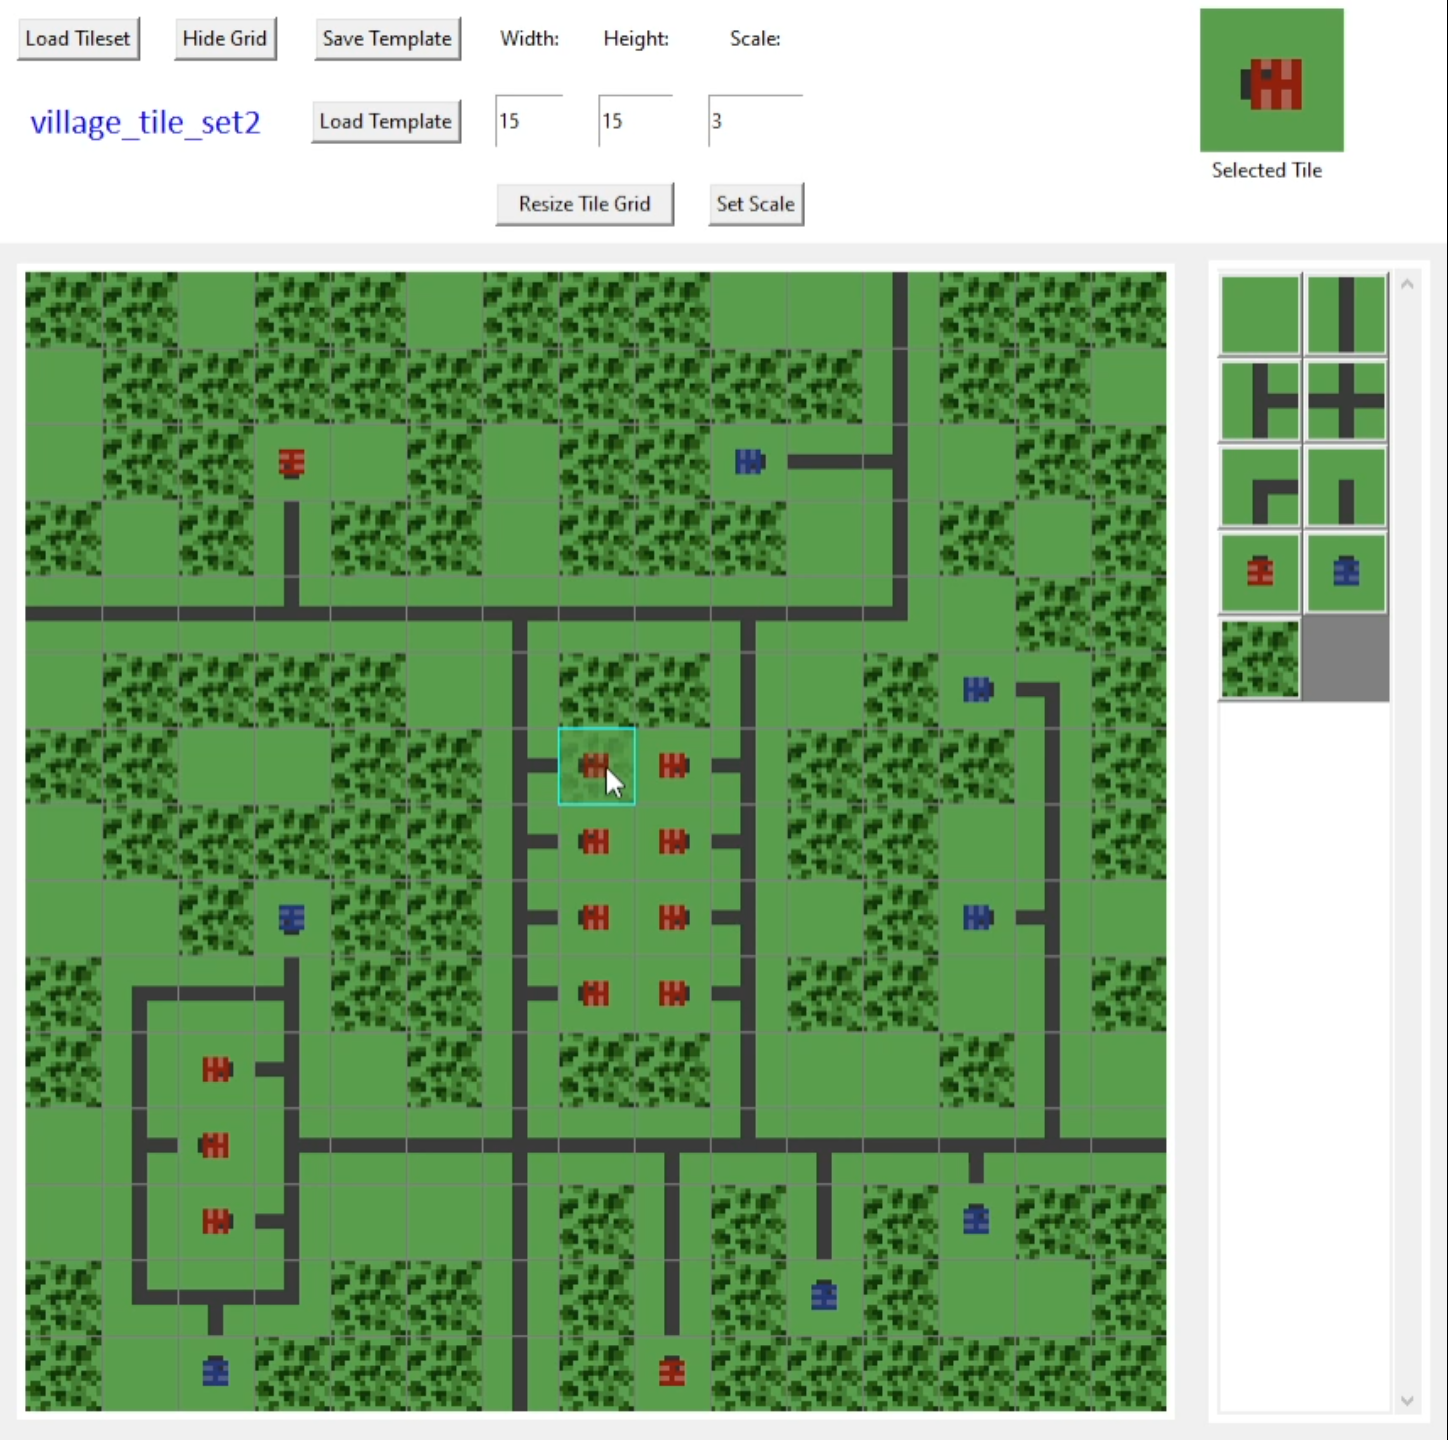 Load Tileset
Hide Grid
Save Template
Width:
Height:
Scale:
village_tile_set2
Load Template
15
15
3
Selected Tile
Resize Tile Grid
Set Scale